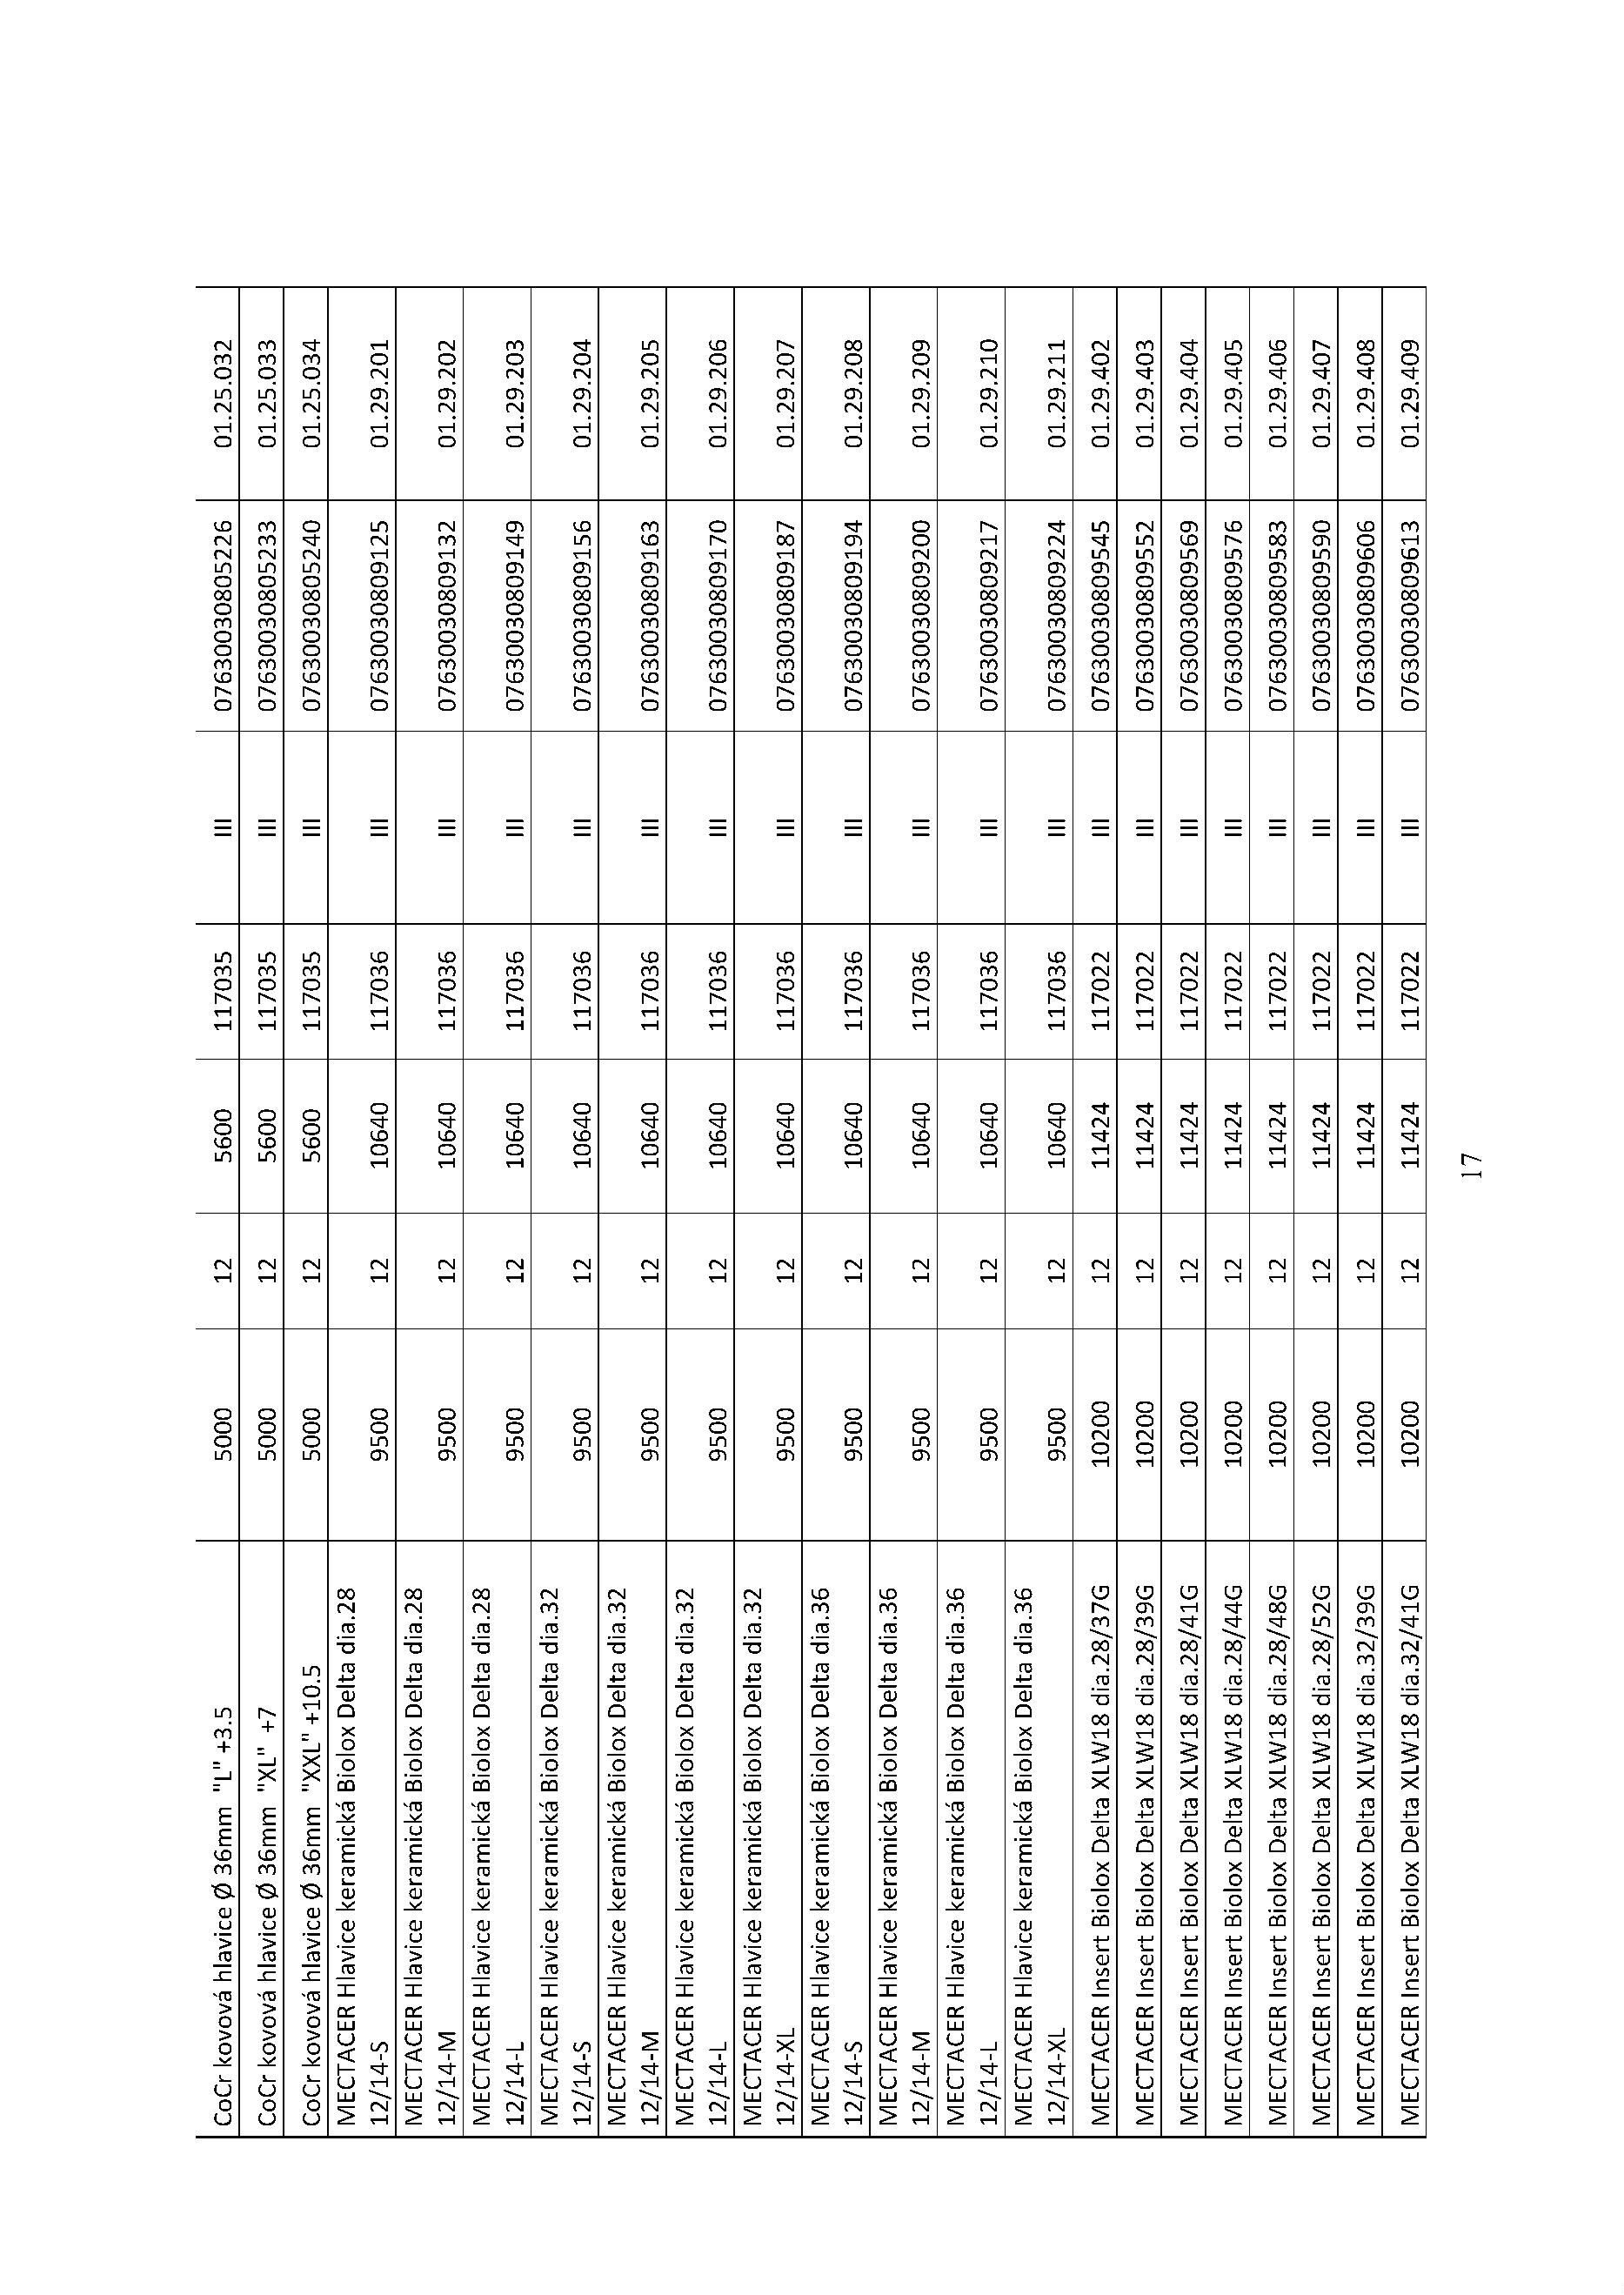 CoCr kovová hlavice Ø 36mm  "L" +3.5 5000 12 5600 117035 III 07630030805226 01.25.032
CoCr kovová hlavice Ø 36mm  "XL"  +7 5000 12 5600 117035 III 07630030805233 01.25.033
CoCr kovová hlavice Ø 36mm  "XXL" +10.5 5000 12 5600 117035 III 07630030805240 01.25.034
MECTACER Hlavice keramická Biolox Delta dia.28
12/14-S 9500 12 10640 117036 III 07630030809125 01.29.201
MECTACER Hlavice keramická Biolox Delta dia.28
12/14-M 9500 12 10640 117036 III 07630030809132 01.29.202
MECTACER Hlavice keramická Biolox Delta dia.28
12/14-L 9500 12 10640 117036 III 07630030809149 01.29.203
MECTACER Hlavice keramická Biolox Delta dia.32
12/14-S 9500 12 10640 117036 III 07630030809156 01.29.204
MECTACER Hlavice keramická Biolox Delta dia.32
12/14-M 9500 12 10640 117036 III 07630030809163 01.29.205
MECTACER Hlavice keramická Biolox Delta dia.32
12/14-L 9500 12 10640 117036 III 07630030809170 01.29.206
MECTACER Hlavice keramická Biolox Delta dia.32
12/14-XL 9500 12 10640 117036 III 07630030809187 01.29.207
MECTACER Hlavice keramická Biolox Delta dia.36
12/14-S 9500 12 10640 117036 III 07630030809194 01.29.208
MECTACER Hlavice keramická Biolox Delta dia.36
12/14-M 9500 12 10640 117036 III 07630030809200 01.29.209
MECTACER Hlavice keramická Biolox Delta dia.36
12/14-L 9500 12 10640 117036 III 07630030809217 01.29.210
MECTACER Hlavice keramická Biolox Delta dia.36
12/14-XL 9500 12 10640 117036 III 07630030809224 01.29.211
MECTACER Insert Biolox Delta XLW18 dia.28/37G 10200 12 11424 117022 III 07630030809545 01.29.402
MECTACER Insert Biolox Delta XLW18 dia.28/39G 10200 12 11424 117022 III 07630030809552 01.29.403
MECTACER Insert Biolox Delta XLW18 dia.28/41G 10200 12 11424 117022 III 07630030809569 01.29.404
MECTACER Insert Biolox Delta XLW18 dia.28/44G 10200 12 11424 117022 III 07630030809576 01.29.405
MECTACER Insert Biolox Delta XLW18 dia.28/48G 10200 12 11424 117022 III 07630030809583 01.29.406
MECTACER Insert Biolox Delta XLW18 dia.28/52G 10200 12 11424 117022 III 07630030809590 01.29.407
MECTACER Insert Biolox Delta XLW18 dia.32/39G 10200 12 11424 117022 III 07630030809606 01.29.408
MECTACER Insert Biolox Delta XLW18 dia.32/41G 10200 12 11424 117022 III 07630030809613 01.29.409
17